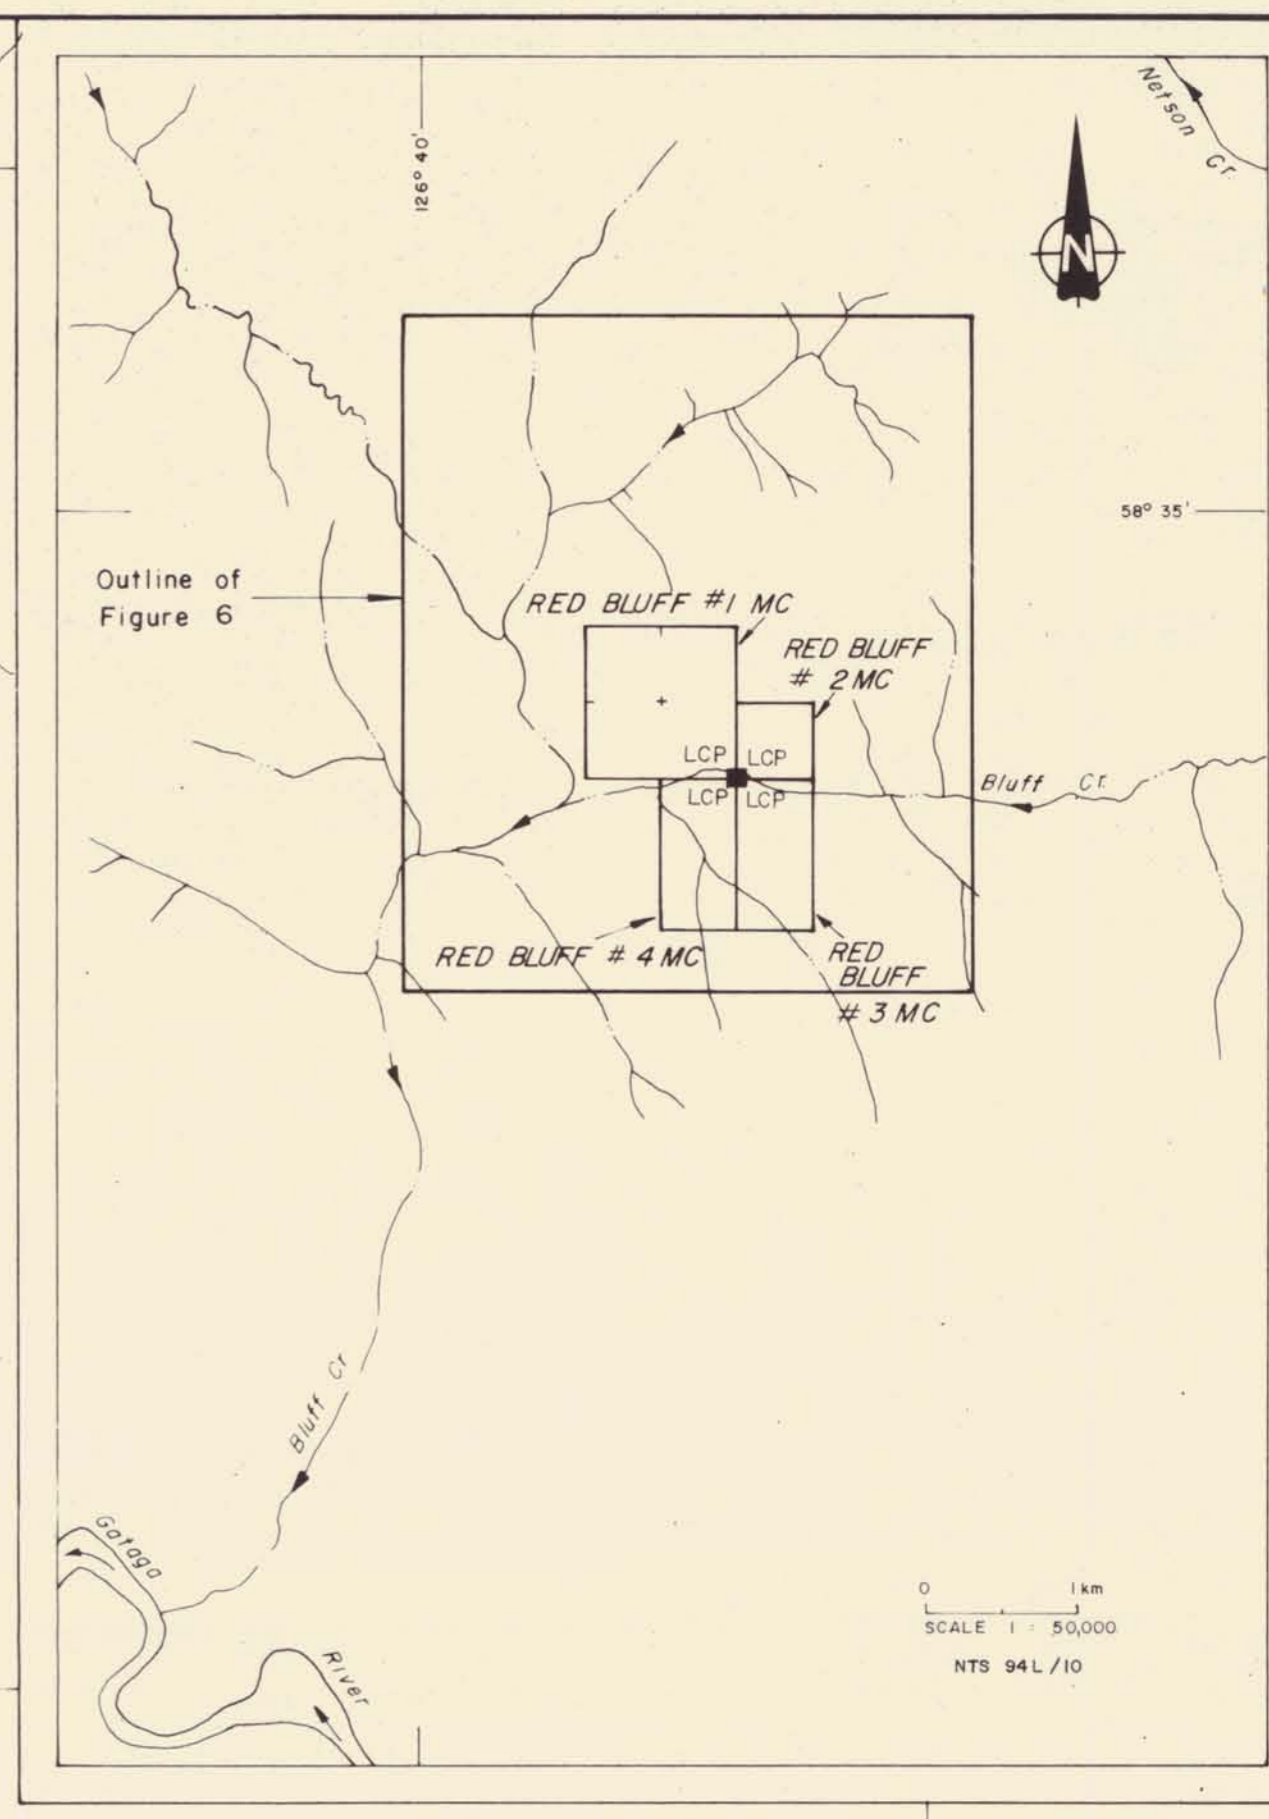 Netson Cr.
126° 40'
N
58° 35'
Outline of
Figure 6
RED BLUFF #1 MC
RED BLUFF
# 2 MC
LCP LCP
LCP LCP
Bluff Cr.
RED BLUFF # 4 MC
RED
BLUFF
# 3 MC
Bluff Cr
Gataga
River
0 1 km
SCALE 1 : 50,000
NTS 94L/10